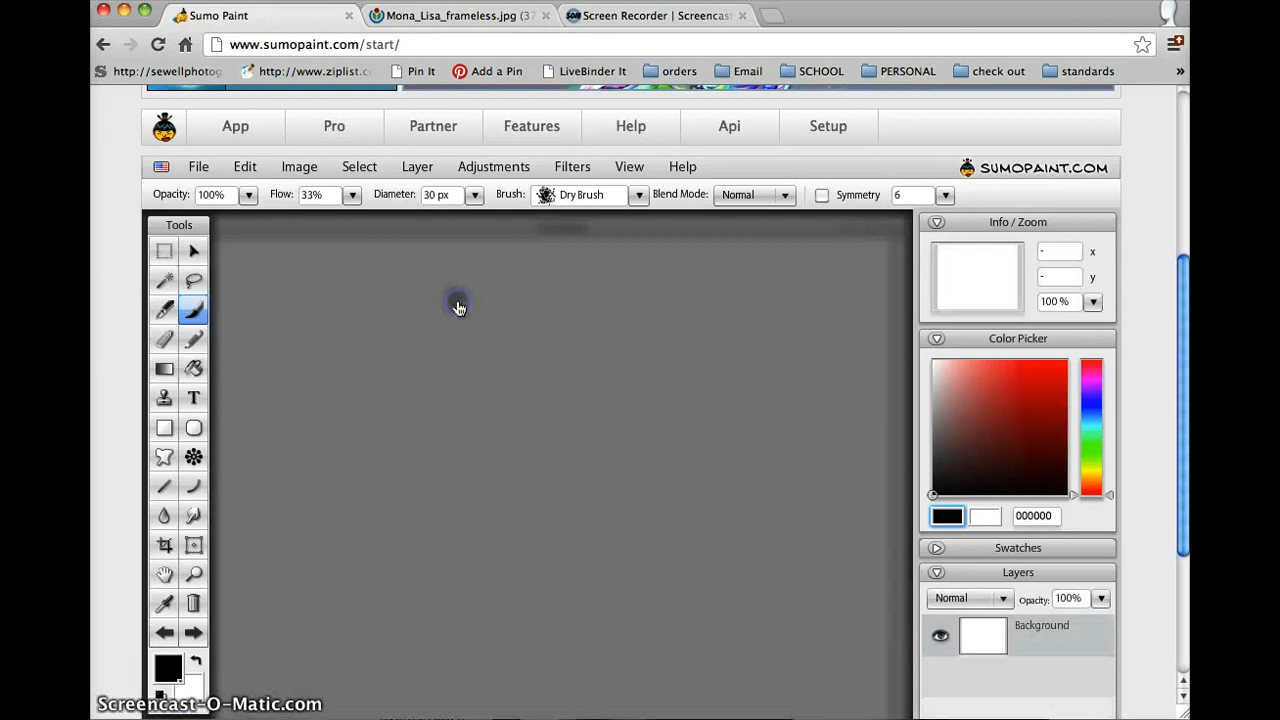 Sumo Paint
Mona_Lisa_frameless.jpg (37
Screen Recorder | Screencast
www.sumopaint.com/start/
http://sewellphotog
http://www.ziplist.c
Pin It
Add a Pin
LiveBinder It
orders
Email
SCHOOL
PERSONAL
check out
standards
»
App
Pro
Partner
Features
Help
Api
Setup
File
Edit
Image
Select
Layer
Adjustments
Filters
View
Help
SUMOPAINT.COM
Opacity: 100%
Flow: 33%
Diameter: 30 px
Brush: Dry Brush
Blend Mode: Normal
Symmetry 6
Tools
T
Info / Zoom
- x
- y
100 %
Color Picker
000000
Swatches
Layers
Normal
Opacity: 100%
Background
Screencast-O-Matic.com